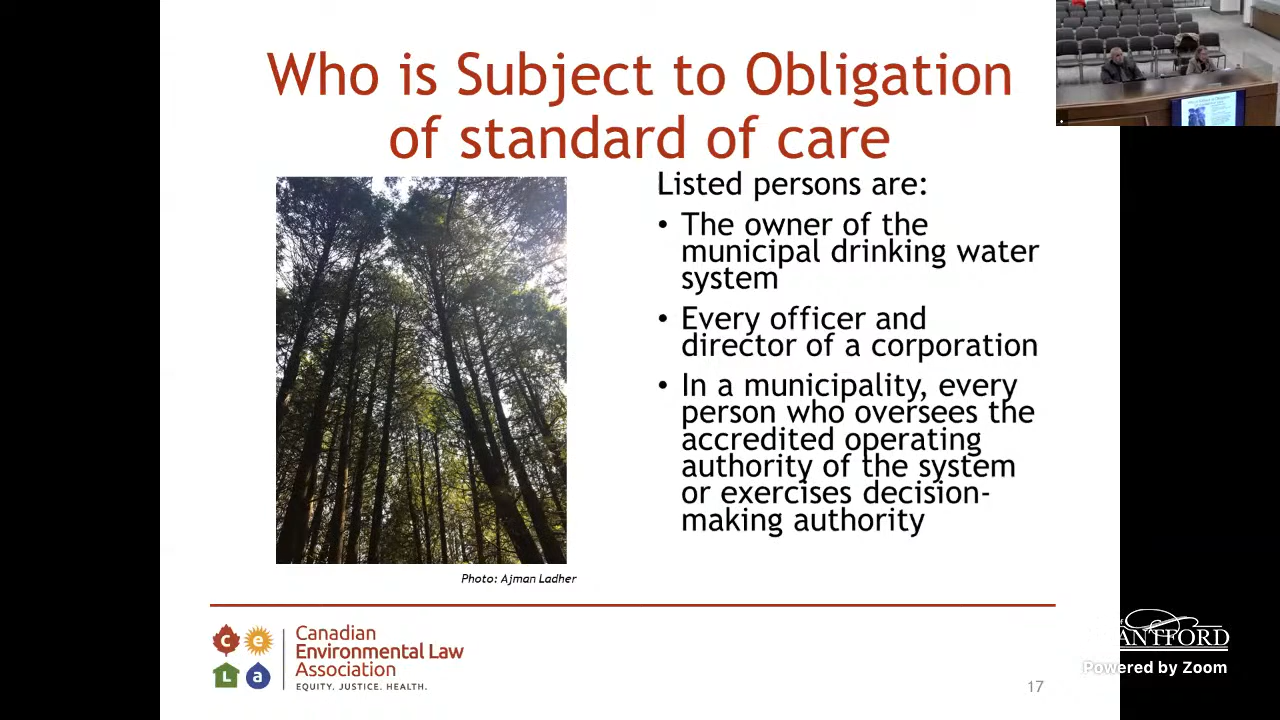 Who is Subject to Obligation
of standard of care
Listed persons are:
• The owner of the
municipal drinking water
system
• Every officer and
director of a corporation
• In a municipality, every
person who oversees the
accredited operating
authority of the system
or exercises decision-
making authority
Photo: Ajman Ladher
c e L a
Canadian
Environmental Law
Association
EQUITY. JUSTICE. HEALTH.
17
ANTFORD
Powered by Zoom